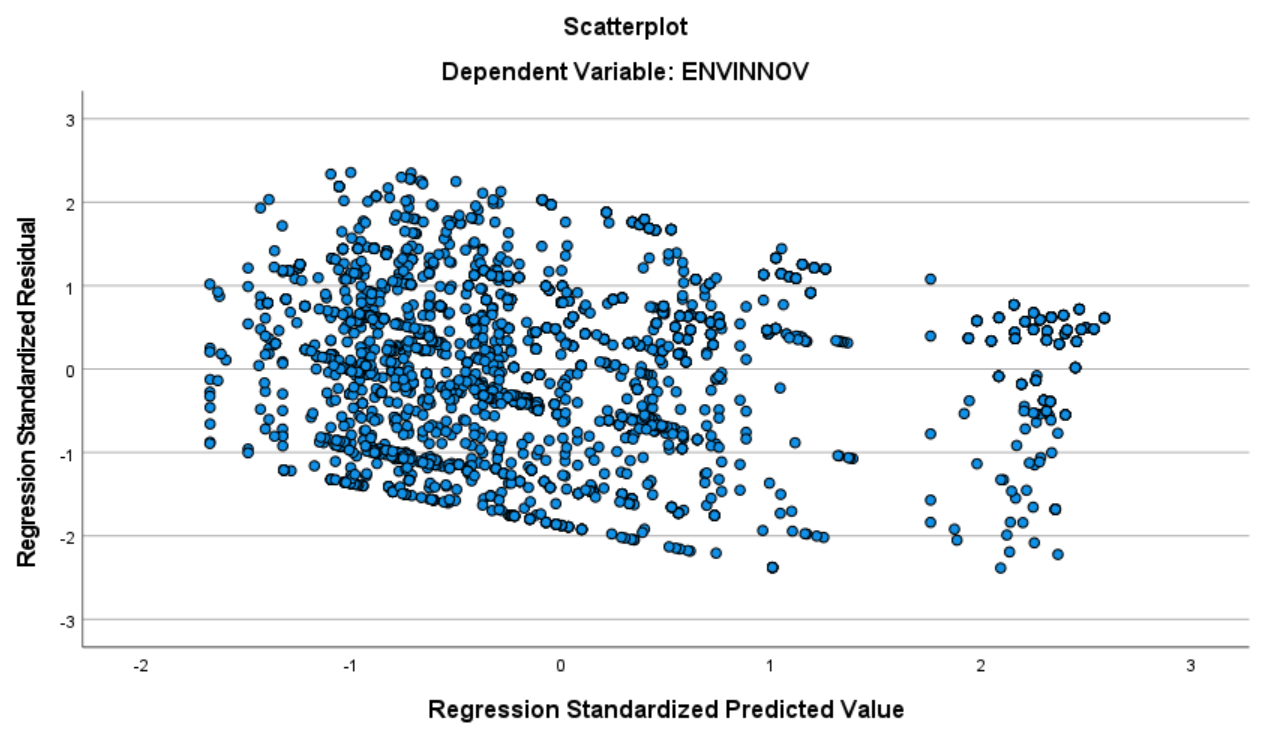 Scatterplot
Dependent Variable: ENVINNOV
Regression Standardized Residual
3
2
1
0
-1
-2
-3
-2 -1 0 1 2 3
Regression Standardized Predicted Value